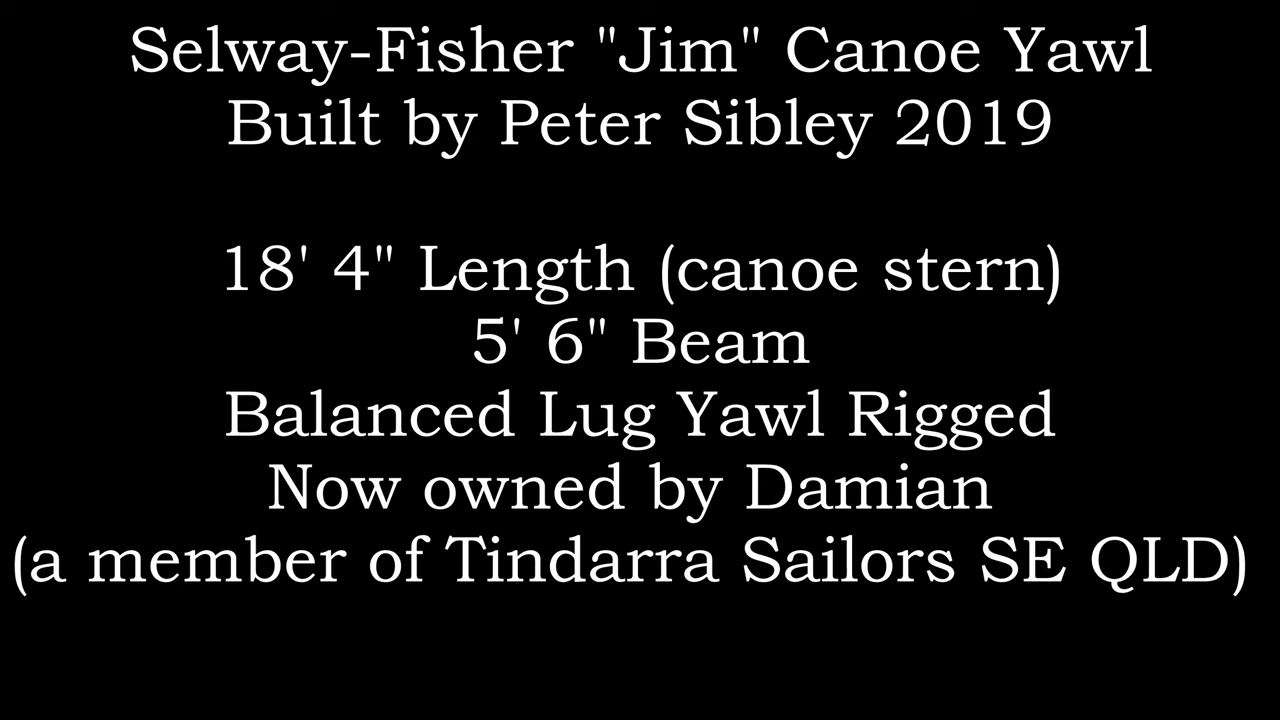 Selway-Fisher "Jim" Canoe Yawl
Built by Peter Sibley 2019
18' 4" Length (canoe stern)
5' 6" Beam
Balanced Lug Yawl Rigged
Now owned by Damian
(a member of Tindarra Sailors SE QLD)